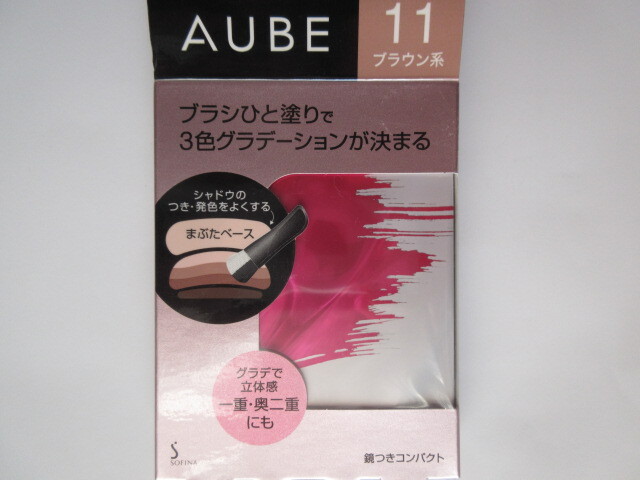 AUBE
11
ブラウン系
ブラシひと塗りで
3色グラデーションが決まる
シャドウの
つき・発色をよくする
まぶたベース
グラデで
立体感
一重・奥二重
にも
SOFINA
鏡つきコンパクト